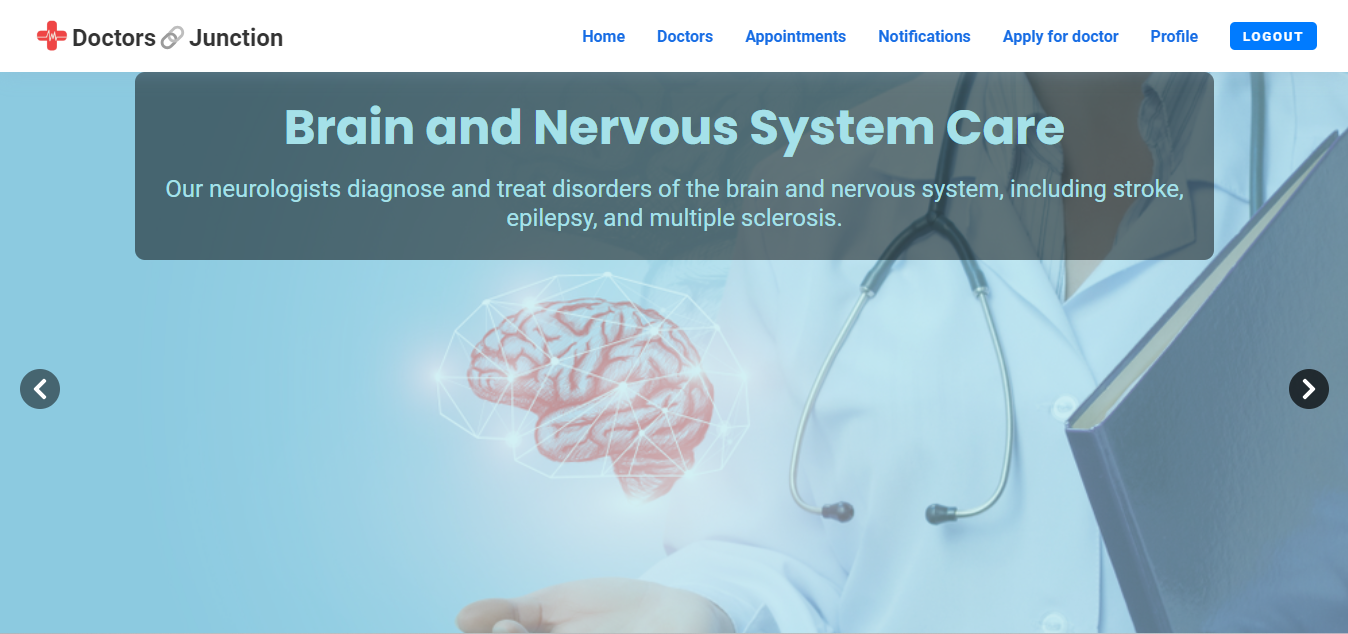 Doctors Junction
Home
Doctors
Appointments
Notifications
Apply for doctor
Profile
LOGOUT
Brain and Nervous System Care
Our neurologists diagnose and treat disorders of the brain and nervous system, including stroke,
epilepsy, and multiple sclerosis.